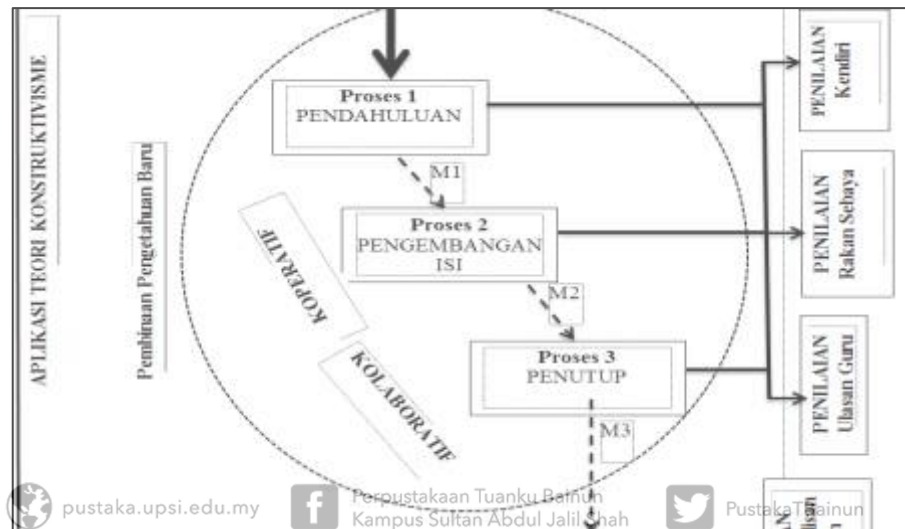 APLIKASI TEORI KONSTRUKTIVISME
Pembinaan Pengetahuan Baru
Proses 1
PENDAHULUAN
M1
Proses 2
PENGEMBANGAN
ISI
M2
Proses 3
PENUTUP
M3
KOPERATIF
KOLABORATIF
PENILAIAN
Kendiri
PENILAIAN
Rakan Sebaya
PENILAIAN
Ulasan Guru
pustaka.upsi.edu.my
Perpustakaan Tuanku Bainun
Kampus Sultan Abdul Jalil Shah